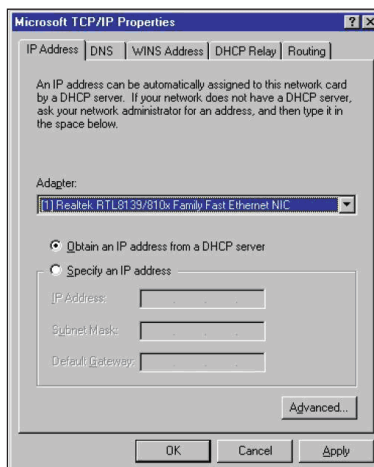 Microsoft TCP/IP Properties
IP Address DNS WINS Address DHCP Relay Routing
An IP address can be automatically assigned to this network card
by a DHCP server. If your network does not have a DHCP server,
ask your network administrator for an address, and then type it in
the space below.
Adapter:
[1] Realtek RTL8139/810x Family Fast Ethernet NIC
Obtain an IP address from a DHCP server
Specify an IP address
IP Address:
Subnet Mask:
Default Gateway:
Advanced...
OK Cancel Apply